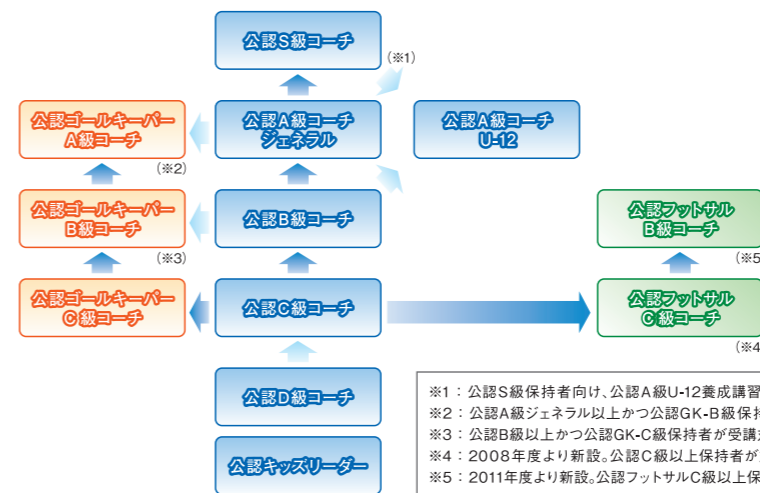 公認S級コーチ
(※1)
公認ゴールキーパー
A級コーチ
(※2)
公認A級コーチ
ジェネラル
公認A級コーチ
U-12
公認ゴールキーパー
B級コーチ
(※3)
公認B級コーチ
公認フットサル
B級コーチ
(※5
公認ゴールキーパー
C級コーチ
公認C級コーチ
公認フットサル
C級コーチ
(※4
公認D級コーチ
公認キッズリーダー
※1：公認S級保持者向け、公認A級U-12養成講習
※2：公認A級ジェネラル以上かつ公認GK-B級保持
※3：公認B級以上かつ公認GK-C級保持者が受講
※4：2008年度より新設。公認C級以上保持者が
※5：2011年度より新設。公認フットサルC級以上保